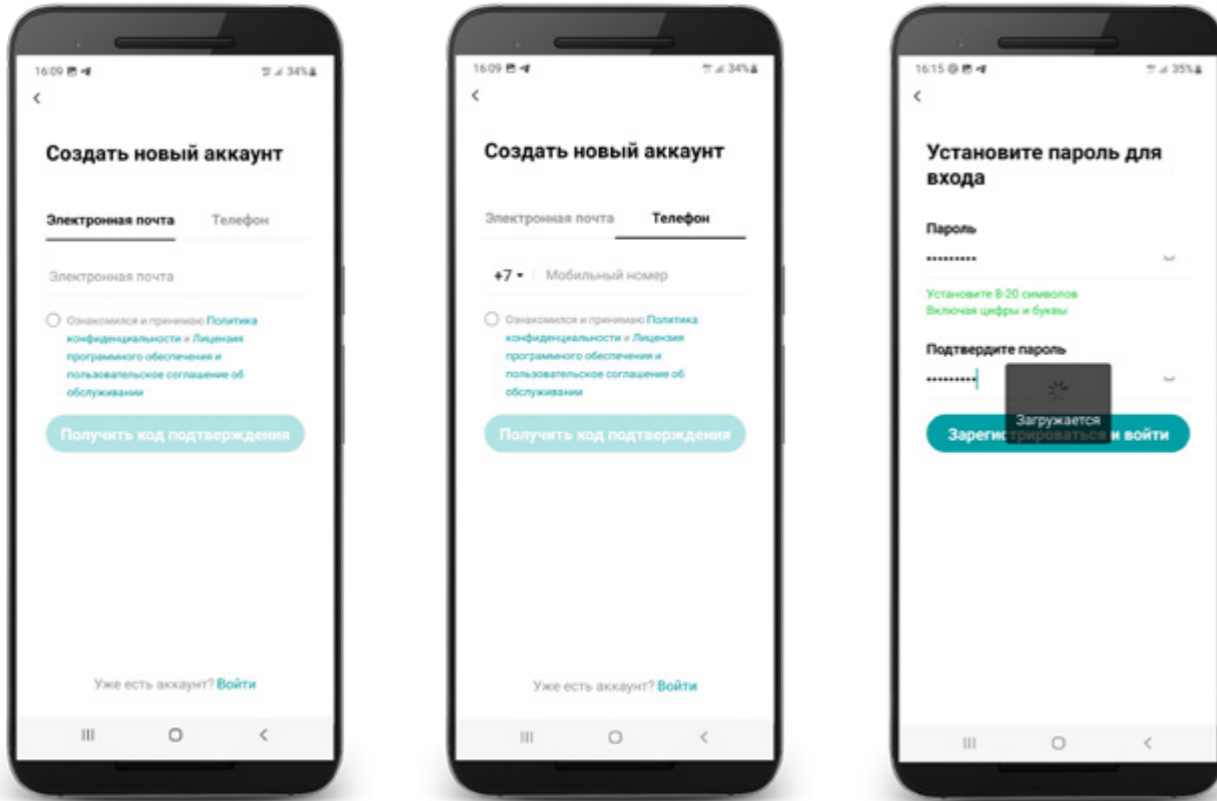 16:09
34%
Создать новый аккаунт
Электронная почта Телефон
Электронная почта
Ознакомился и принимаю Политика
конфиденциальности и Лицензия
программного обеспечения и
пользовательское соглашение об
обслуживании
Получить код подтверждения
Уже есть аккаунт? Войти
16:09
34%
Создать новый аккаунт
Электронная почта Телефон
+7 Мобильный номер
Ознакомился и принимаю Политика
конфиденциальности и Лицензия
программного обеспечения и
пользовательское соглашение об
обслуживании
Получить код подтверждения
Уже есть аккаунт? Войти
16:15
35%
Установите пароль для
входа
Пароль
Установите 8-20 символов
Включая цифры и буквы
Подтвердите пароль
Загружается
Зарегистрироваться и войти